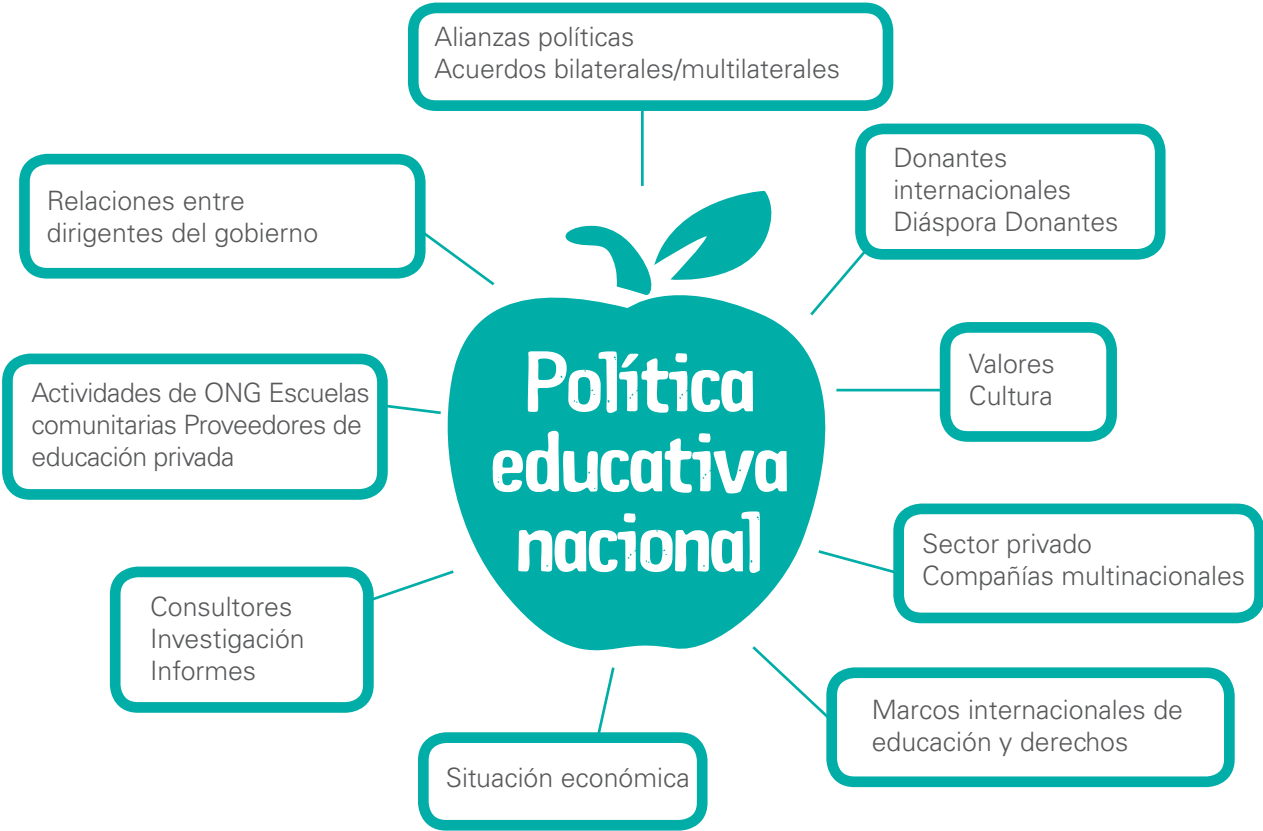 Alianzas políticas
Acuerdos bilaterales/multilaterales
Donantes
internacionales
Diáspora Donantes
Relaciones entre
dirigentes del gobierno
Valores
Cultura
Política
educativa
nacional
Actividades de ONG Escuelas
comunitarias Proveedores de
educación privada
Sector privado
Compañías multinacionales
Consultores
Investigación
Informes
Marcos internacionales de
educación y derechos
Situación económica